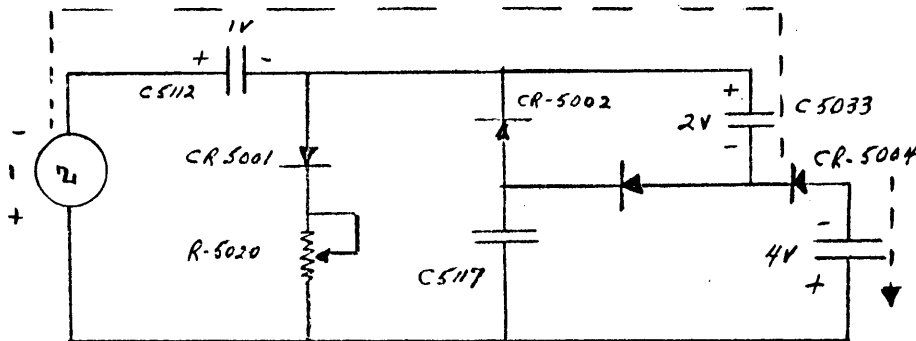 1V
+ -
C5112
CR-5002
+
C5033
2V
-
CR5001
CR-5004
-
+
R-5020
C5117
-
4V
+